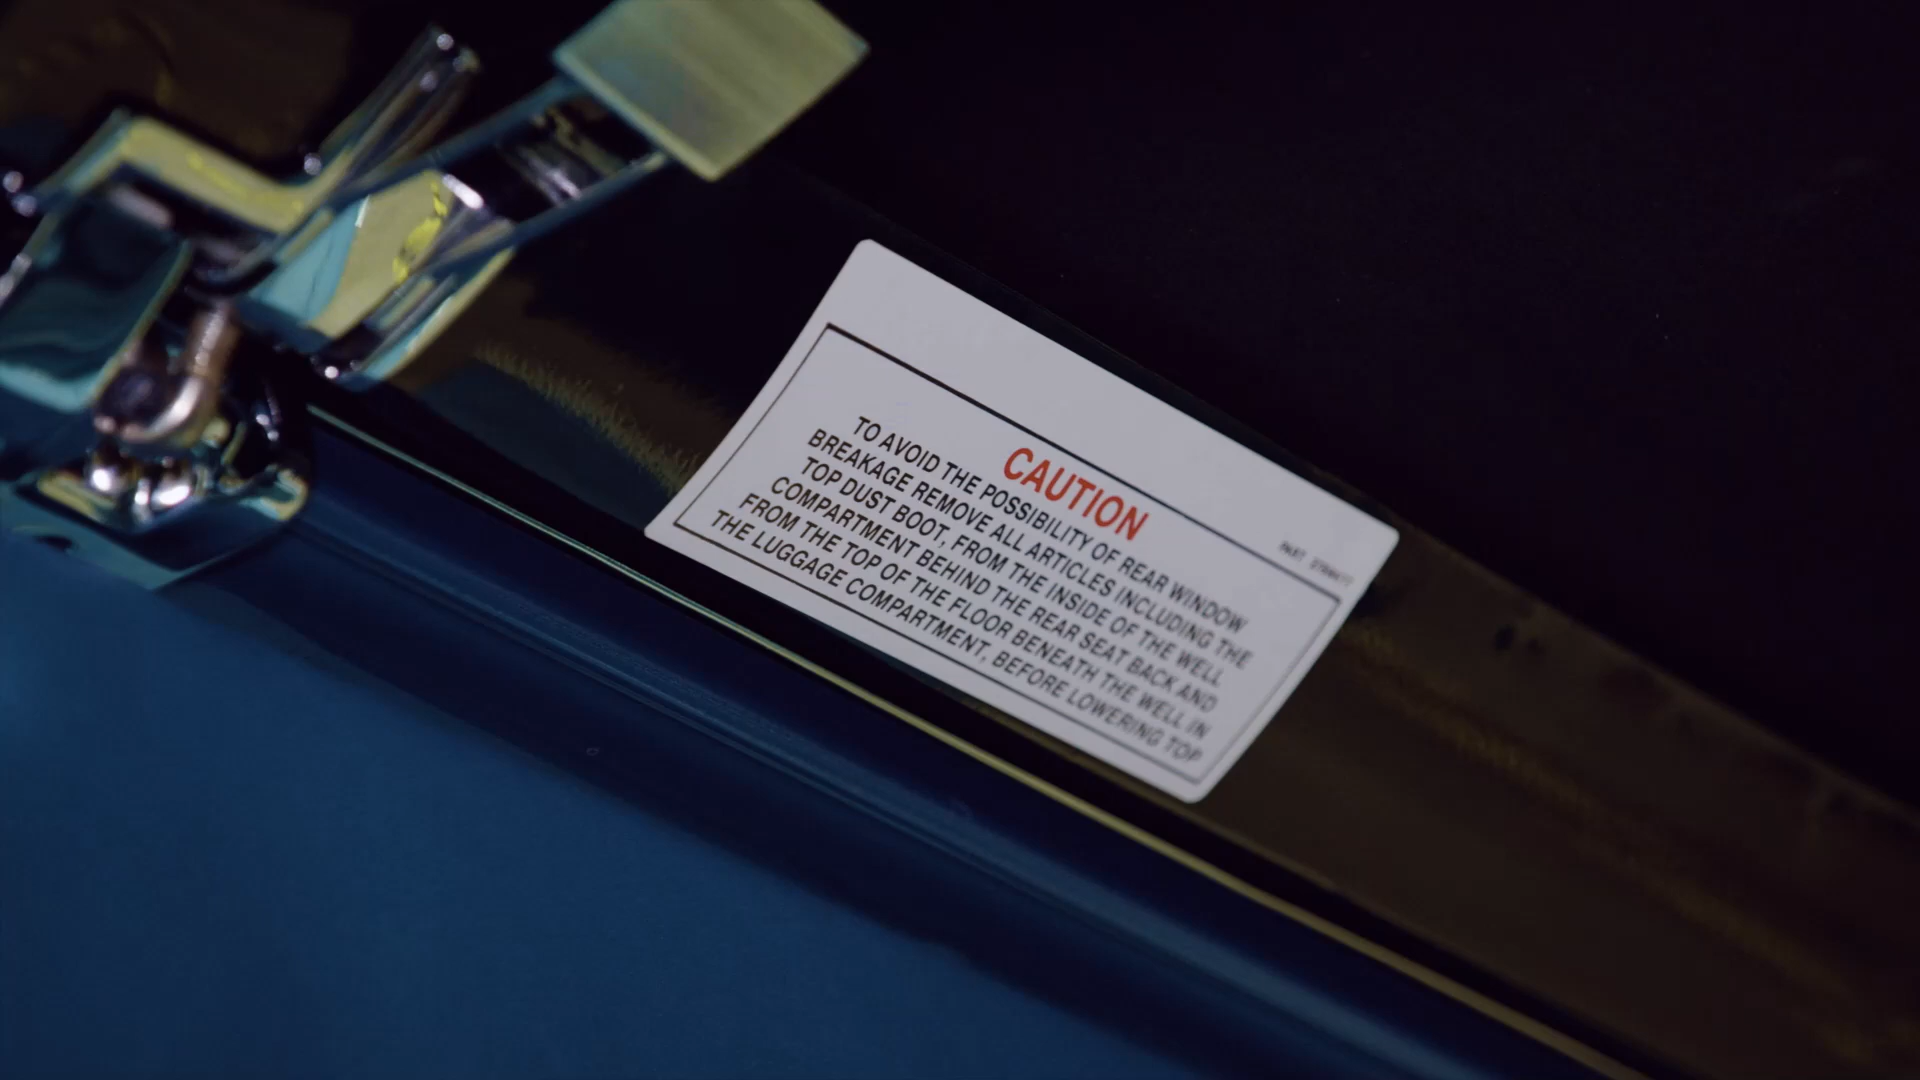 CAUTION
TO AVOID THE POSSIBILITY OF REAR WINDOW
BREAKAGE REMOVE ALL ARTICLES INCLUDING THE
TOP DUST BOOT, FROM THE INSIDE OF THE WELL
COMPARTMENT BEHIND THE REAR SEAT BACK AND
FROM THE TOP OF THE FLOOR BENEATH THE WELL IN
THE LUGGAGE COMPARTMENT, BEFORE LOWERING TOP
PART